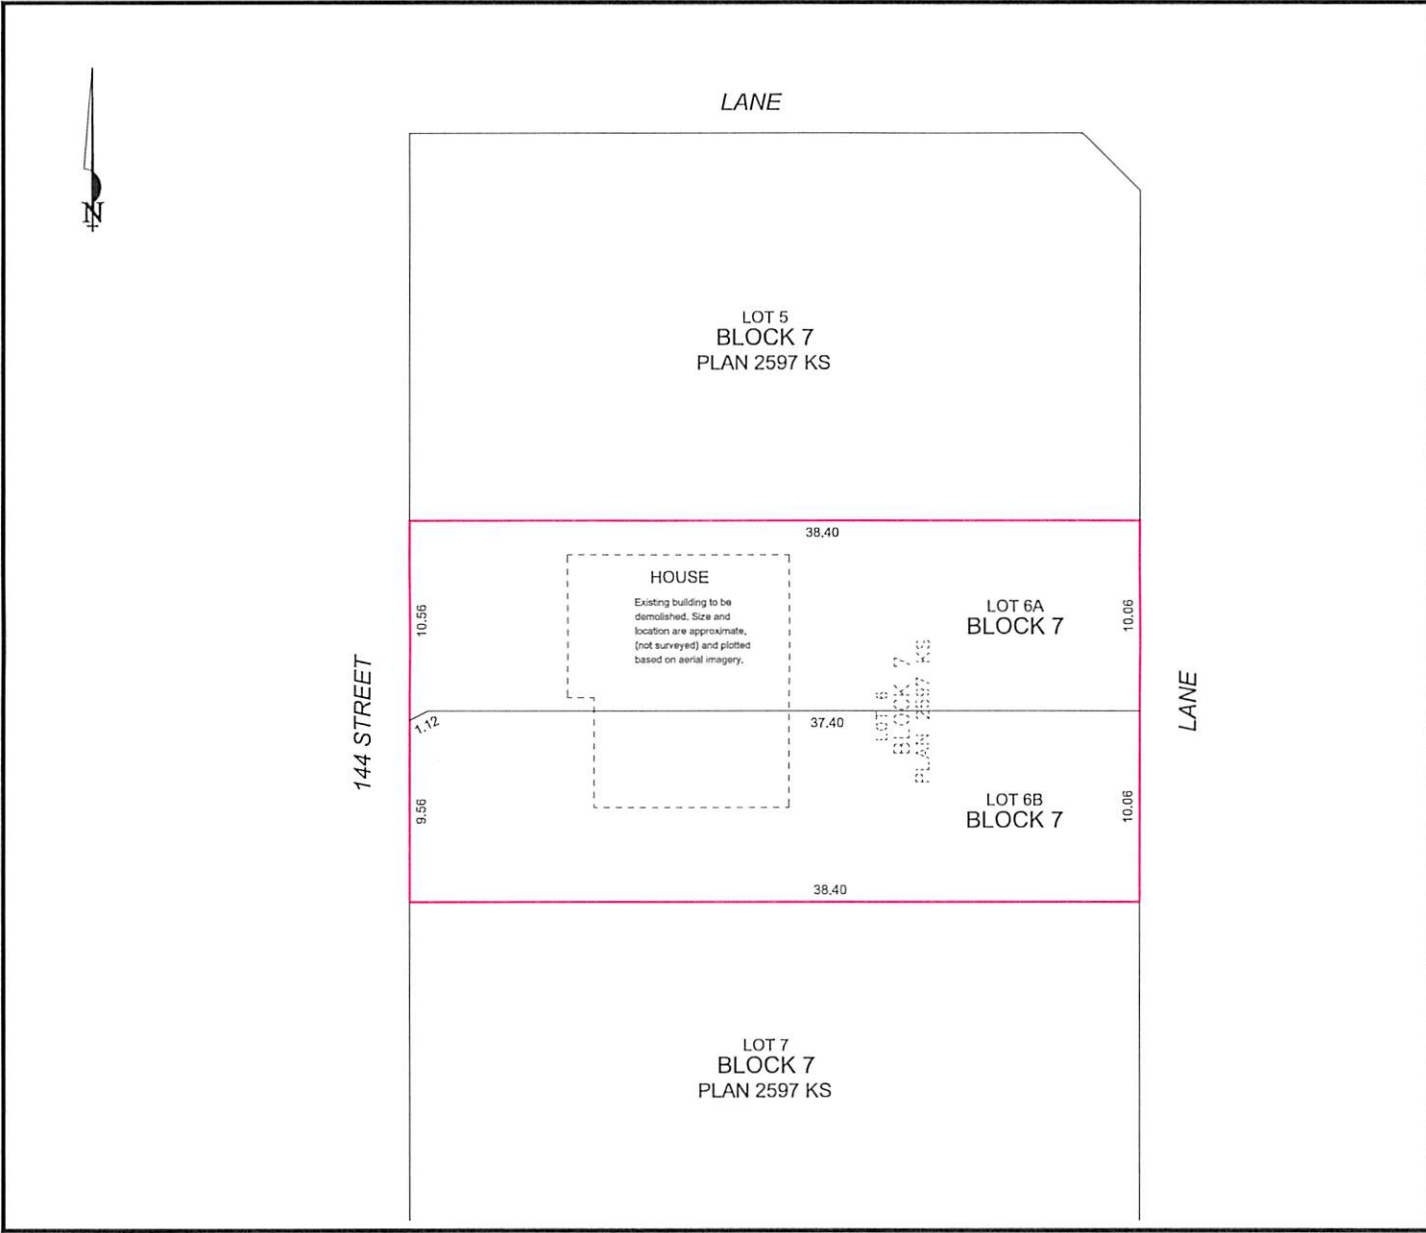 LANE
N
LOT 5
BLOCK 7
PLAN 2597 KS
38.40
HOUSE
Existing building to be
demolished. Size and
location are approximate,
(not surveyed) and plotted
based on aerial imagery.
10.56
LOT 6A
BLOCK 7
10.06
144 STREET
LOT 6
BLOCK 7
PLAN 2597 KS
LANE
1.12
37.40
9.56
LOT 6B
BLOCK 7
10.06
38.40
LOT 7
BLOCK 7
PLAN 2597 KS